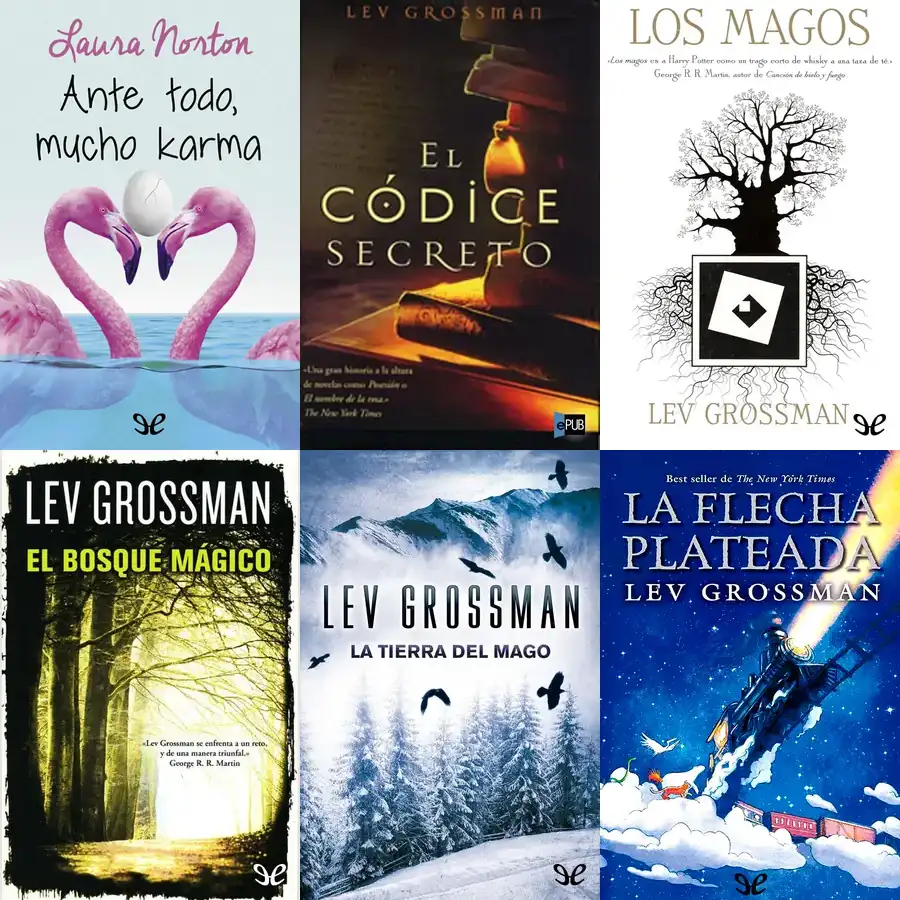 Laura Norton
Ante todo,
mucho karma
LEV GROSSMAN
EL
CÓDICE
SECRETO
«Una gran historia a la altura
de novelas como Posesión o
El nombre de la rosa.»
The New York Times
ePUB
LOS MAGOS
«Los magos es a Harry Potter como un trago corto de whisky a una taza de té.»
George R. R. Martin, autor de Canción de hielo y fuego
LEV GROSSMAN
LEV GROSSMAN
EL BOSQUE MÁGICO
«Lev Grossman se enfrenta a un reto,
y de una manera triunfal.»
George R. R. Martin
LEV GROSSMAN
LA TIERRA DEL MAGO
Best seller de The New York Times
LA FLECHA
PLATEADA
LEV GROSSMAN